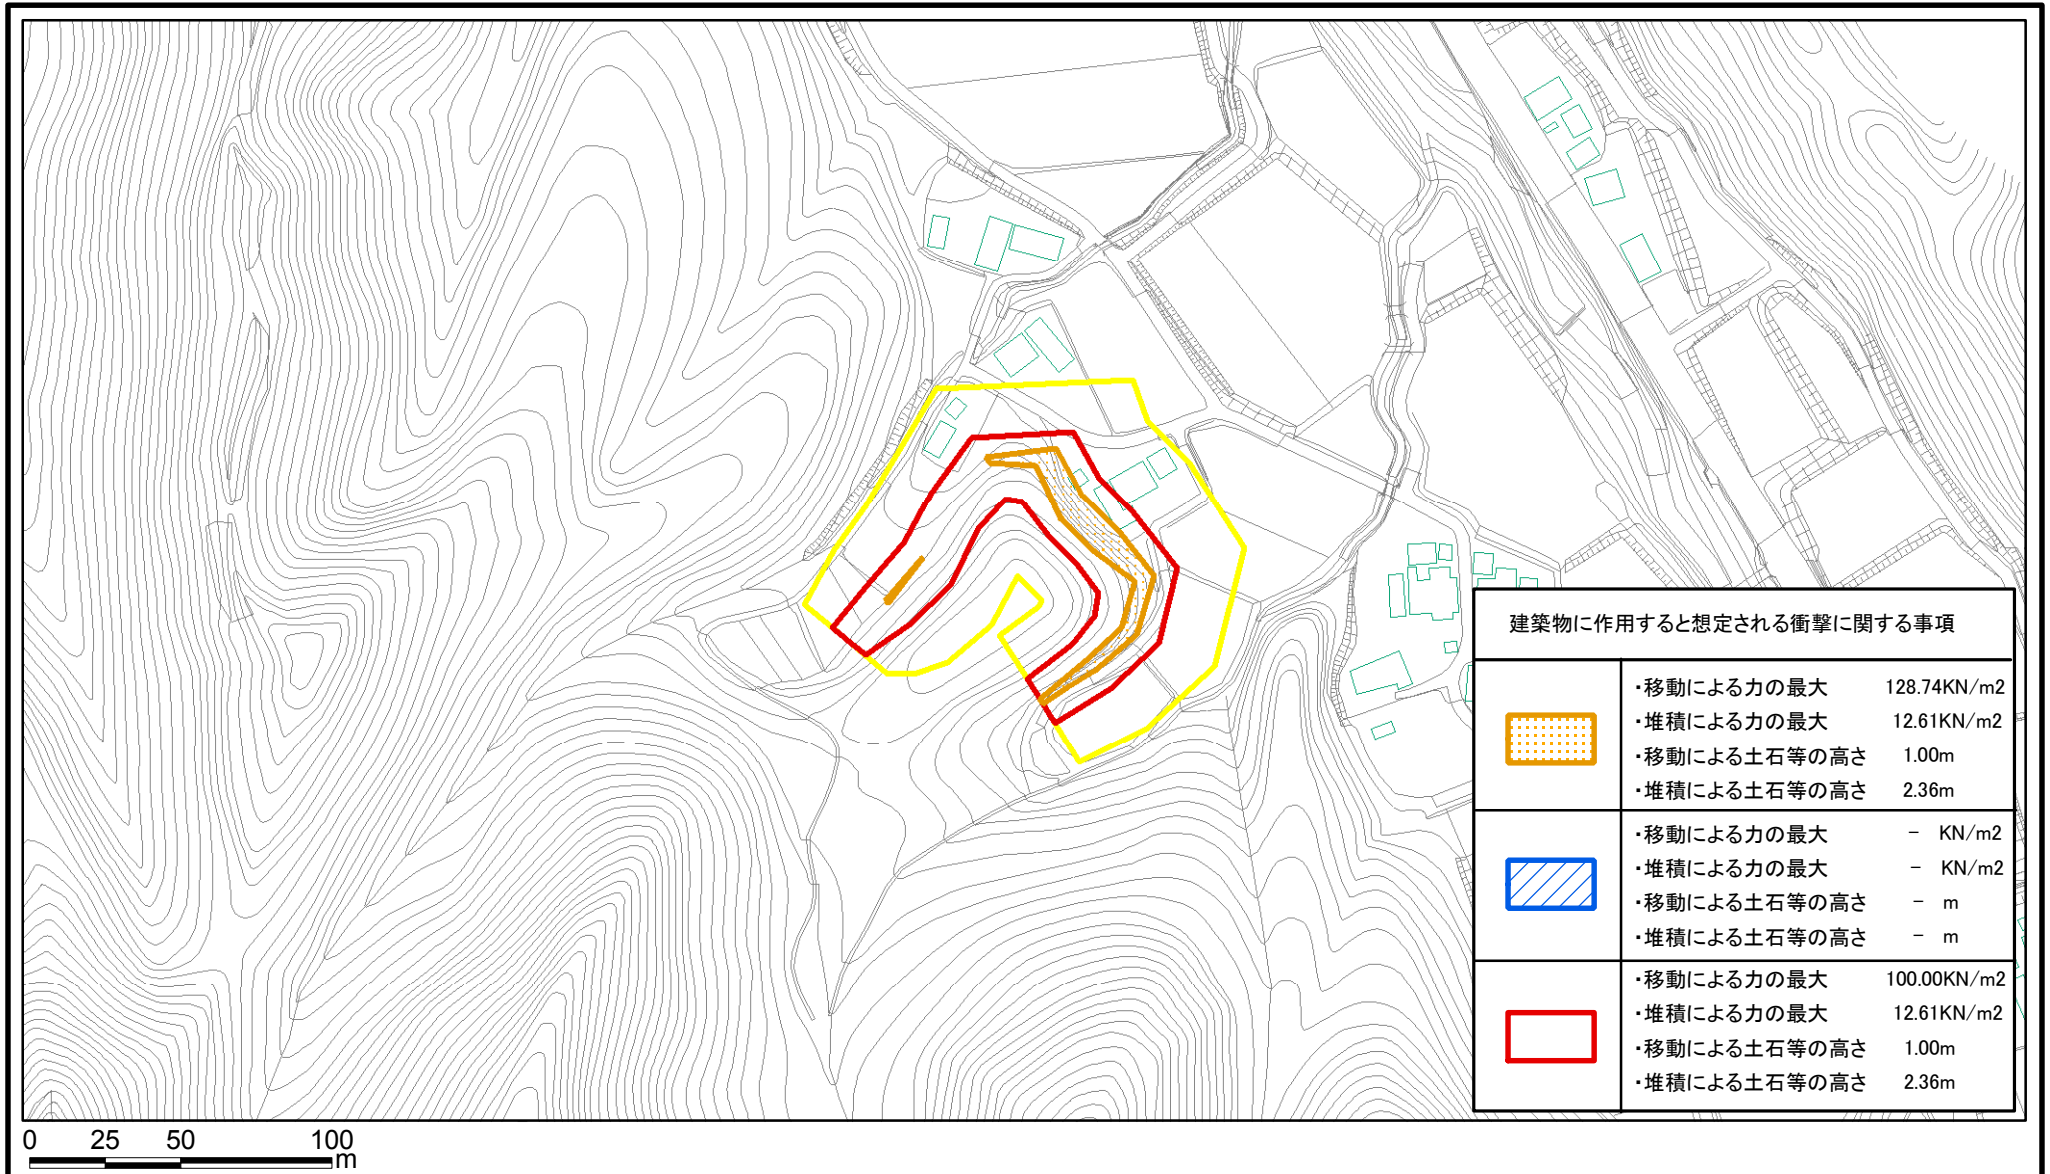 建築物に作用すると想定される衝撃に関する事項
・移動による力の最大 128.74KN/m2
・堆積による力の最大 12.61KN/m2
・移動による土石等の高さ 1.00m
・堆積による土石等の高さ 2.36m
・移動による力の最大 － KN/m2
・堆積による力の最大 － KN/m2
・移動による土石等の高さ － m
・堆積による土石等の高さ － m
・移動による力の最大 100.00KN/m2
・堆積による力の最大 12.61KN/m2
・移動による土石等の高さ 1.00m
・堆積による土石等の高さ 2.36m
0 25 50 100
m